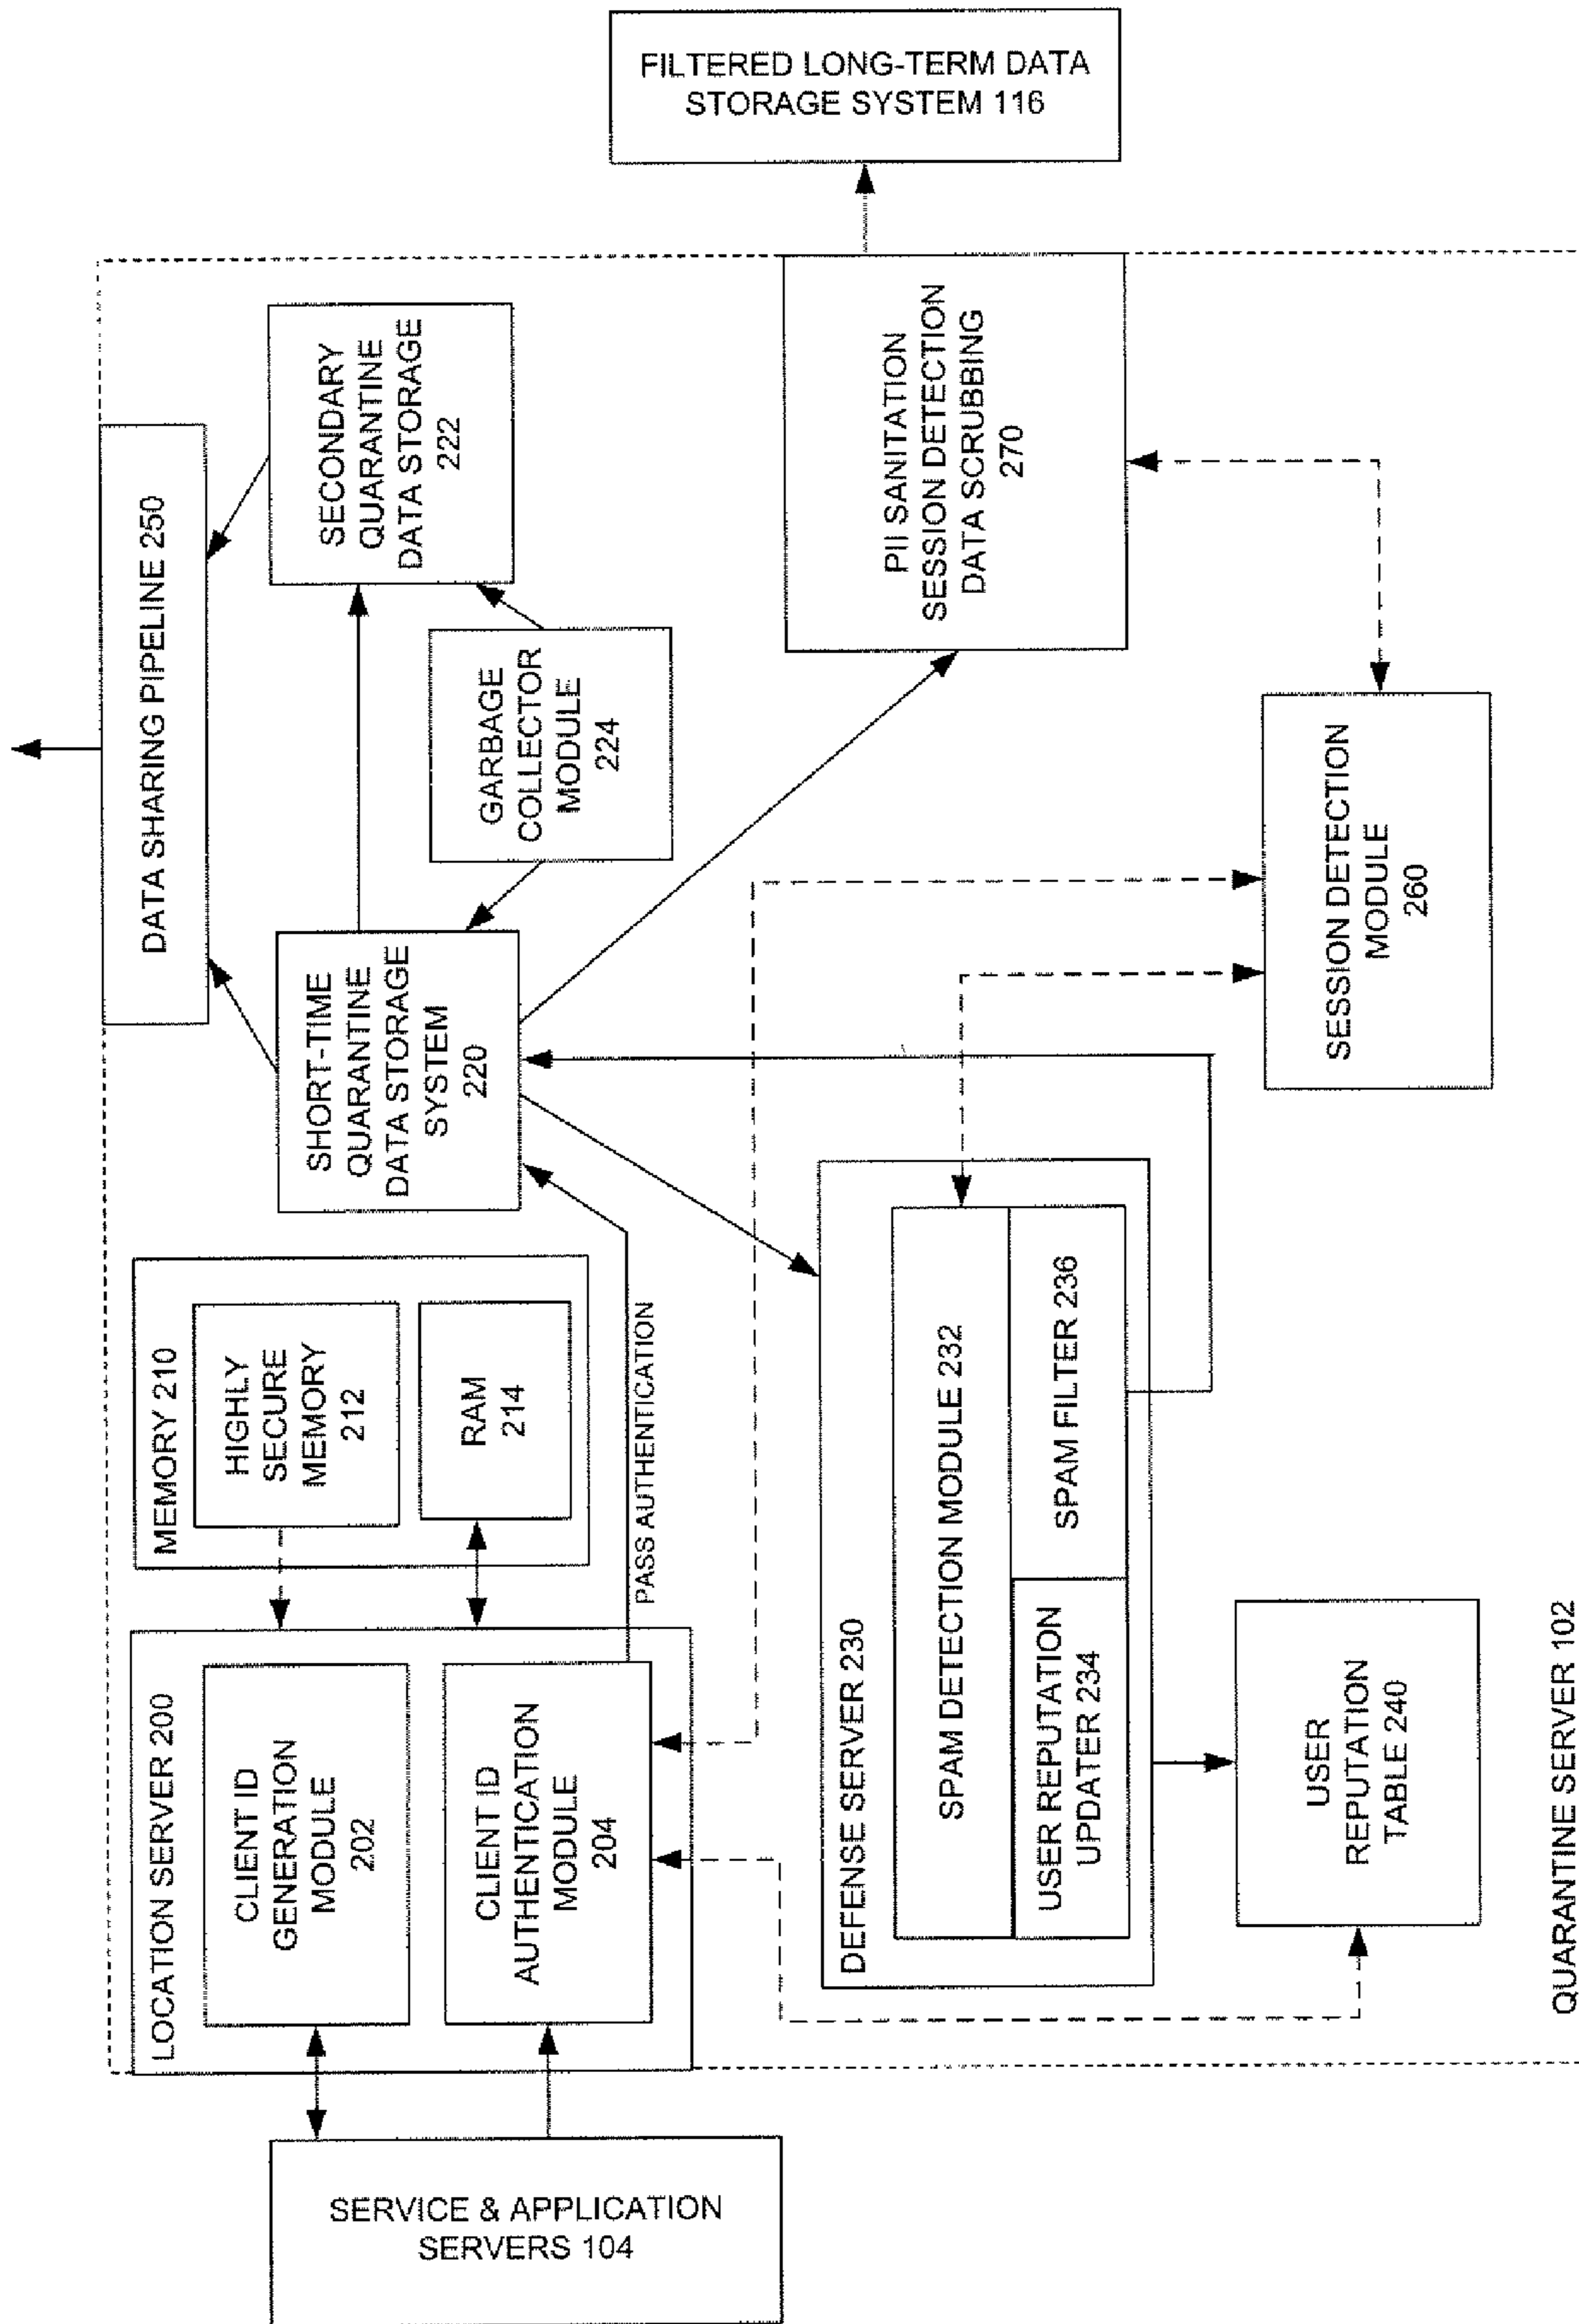 SERVICE & APPLICATION
SERVERS 104
LOCATION SERVER 200
CLIENT ID
GENERATION
MODULE
202
CLIENT ID
AUTHENTICATION
MODULE
204
MEMORY 210
HIGHLY
SECURE
MEMORY
212
RAM
214
PASS AUTHENTICATION
SHORT-TIME
QUARANTINE
DATA STORAGE
SYSTEM
220
DATA SHARING PIPELINE 250
SECONDARY
QUARANTINE
DATA STORAGE
222
GARBAGE
COLLECTOR
MODULE
224
DEFENSE SERVER 230
SPAM DETECTION MODULE 232
USER REPUTATION
UPDATER 234
SPAM FILTER 236
USER
REPUTATION
TABLE 240
SESSION DETECTION
MODULE
260
PII SANITATION
SESSION DETECTION
DATA SCRUBBING
270
FILTERED LONG-TERM DATA
STORAGE SYSTEM 116
QUARANTINE SERVER 102